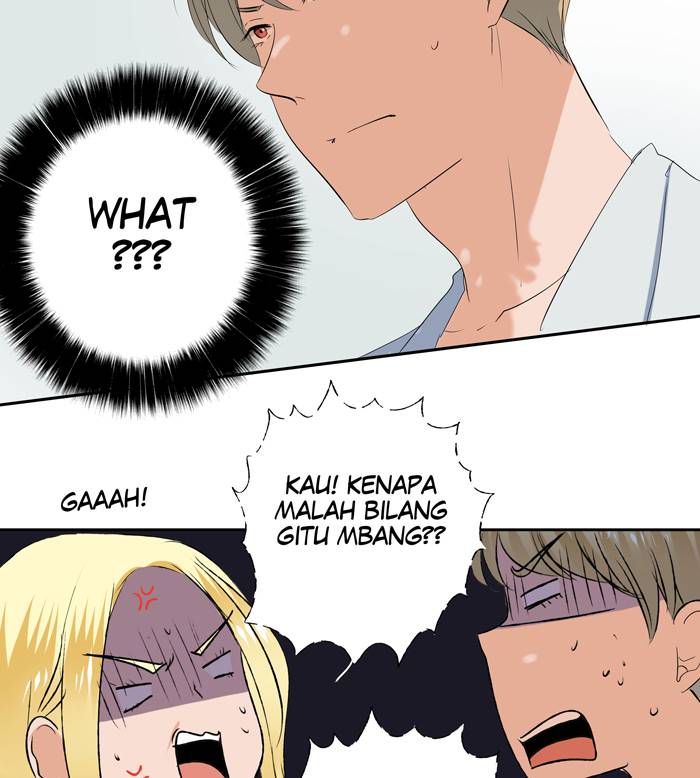 WHAT
???
GAAAH!
KAU! KENAPA
MALAH BILANG
GITU MBANG??